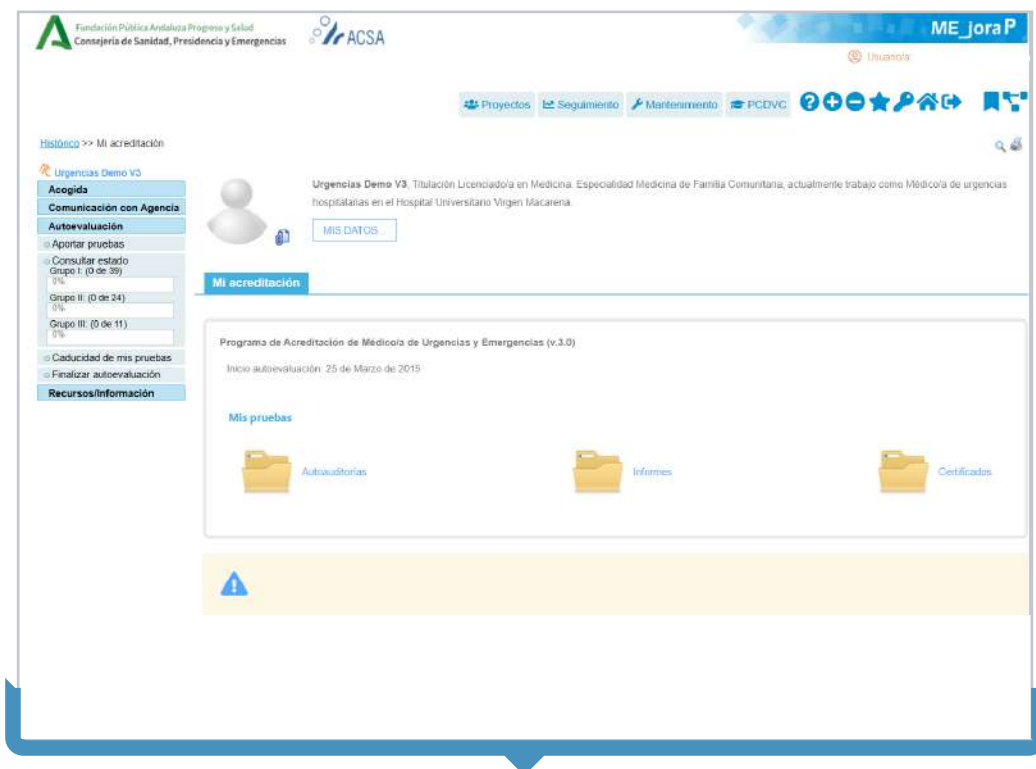 Fundación Pública Andaluza Progreso y Salud
Consejería de Sanidad, Presidencia y Emergencias
ACSA
ME_jora P
Usuario/a:
Proyectos
Seguimiento
Mantenimiento
PCDVC
Histórico >> Mi acreditación
Urgencias Demo V3
Acogida
Comunicación con Agencia
Autoevaluación
Aportar pruebas
Consultar estado
Grupo I: (0 de 39)
0%
Grupo II: (0 de 24)
0%
Grupo III: (0 de 11)
0%
Caducidad de mis pruebas
Finalizar autoevaluación
Recursos/Información
Urgencias Demo V3, Titulación Licenciado/a en Medicina. Especialidad Medicina de Familia Comunitaria, actualmente trabajo como Médico/a de urgencias
hospitalarias en el Hospital Universitario Virgen Macarena.
MIS DATOS...
Mi acreditación
Programa de Acreditación de Médico/a de Urgencias y Emergencias (v.3.0)
Inicio autoevaluación: 25 de Marzo de 2015
Mis pruebas
Autoauditorías
Informes
Certificados